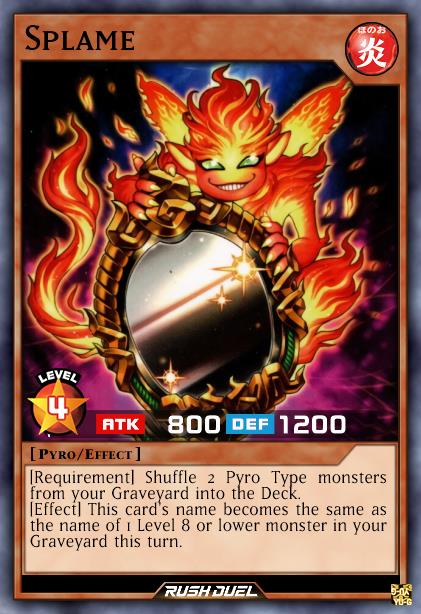 Splame
ほのお
炎
LEVEL
4
ATK 800 DEF 1200
[Pyro/Effect]
[Requirement] Shuffle 2 Pyro Type monsters
from your Graveyard into the Deck.
[Effect] This card's name becomes the same as
the name of 1 Level 8 or lower monster in your
Graveyard this turn.
RUSH DUEL